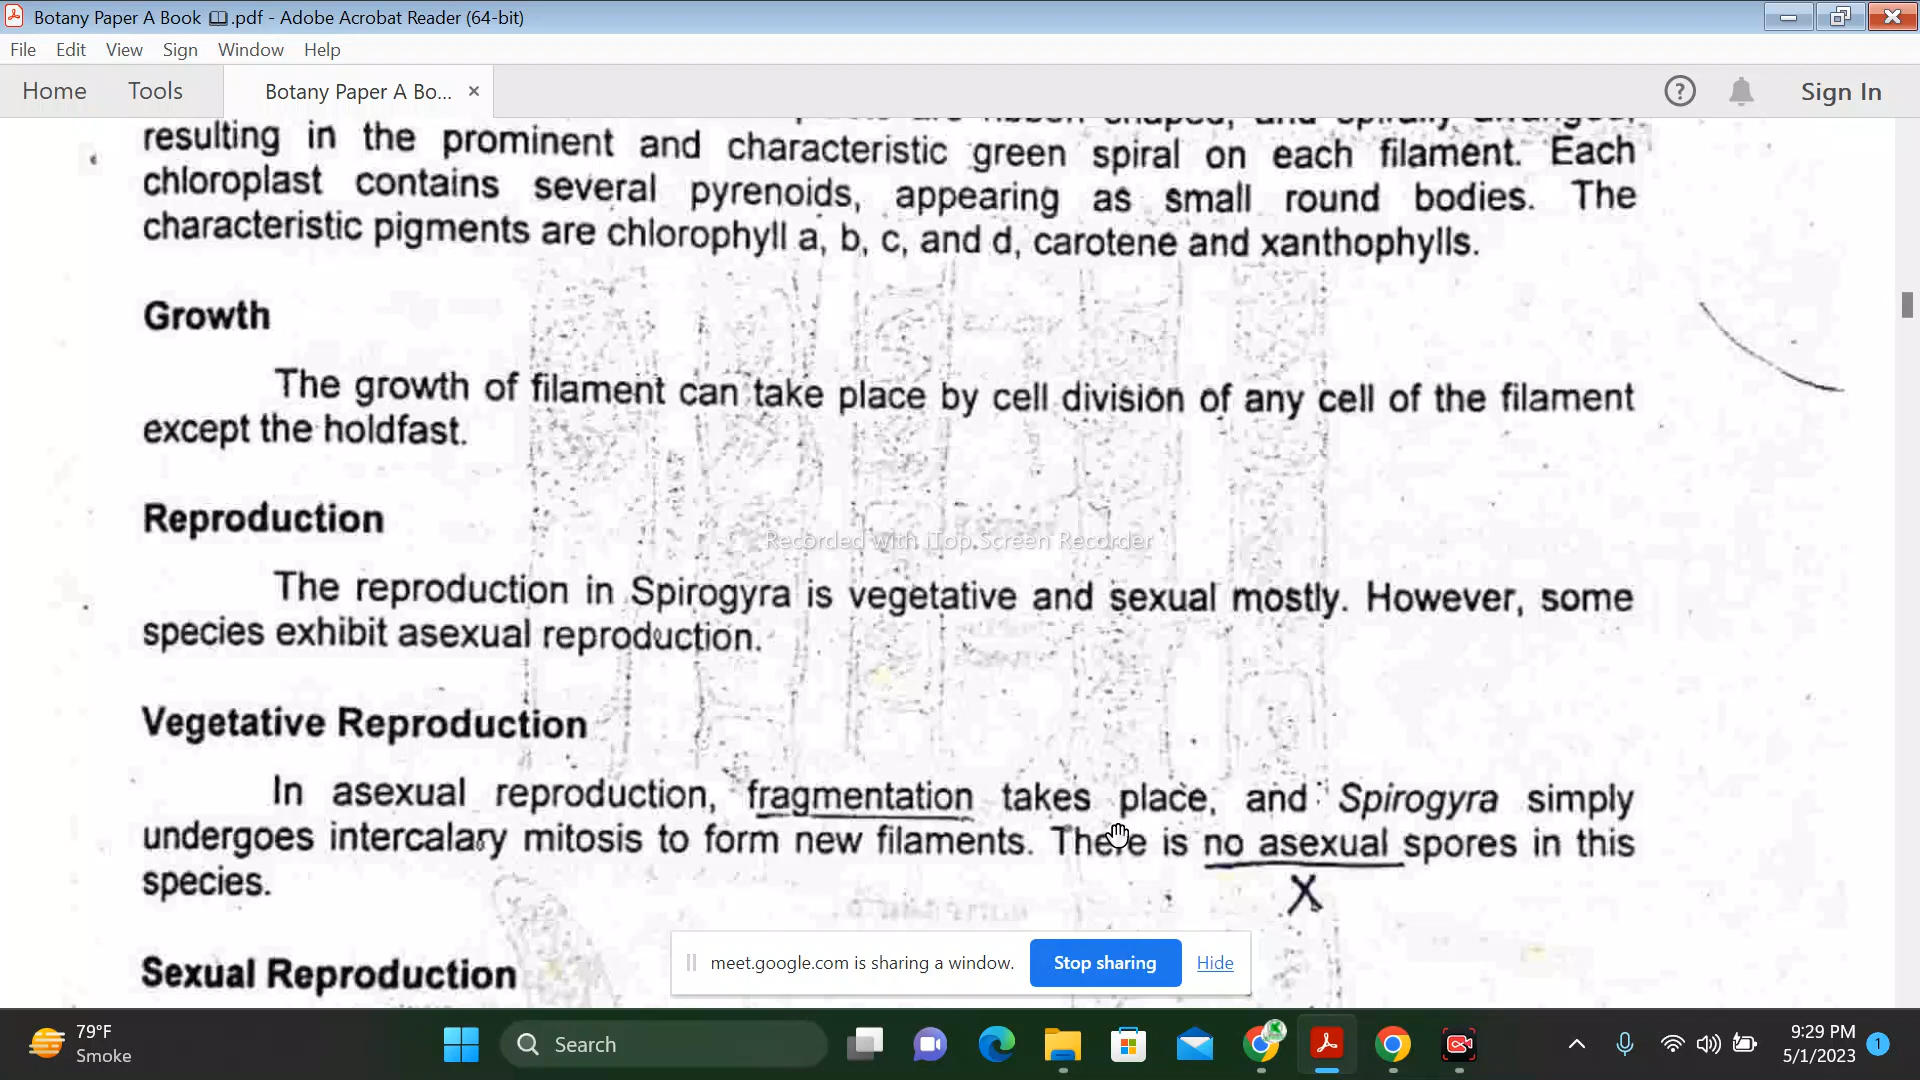 Botany Paper A Book 📖.pdf - Adobe Acrobat Reader (64-bit)
File Edit View Sign Window Help
Home Tools Botany Paper A Bo... × Sign In
ribbon shaped, and spirally arranged,
resulting in the prominent and characteristic green spiral on each filament. Each
chloroplast contains several pyrenoids, appearing as small round bodies. The
characteristic pigments are chlorophyll a, b, c, and d, carotene and xanthophylls.
Growth
The growth of filament can take place by cell division of any cell of the filament
except the holdfast.
Reproduction
Recorded with iTop Screen Recorder
The reproduction in Spirogyra is vegetative and sexual mostly. However, some
species exhibit asexual reproduction.
Vegetative Reproduction
In asexual reproduction, fragmentation takes place, and Spirogyra simply
undergoes intercalary mitosis to form new filaments. There is no asexual spores in this
species.
X
Sexual Reproduction
meet.google.com is sharing a window. Stop sharing Hide
79°F
Smoke
Search
9:29 PM
5/1/2023
1